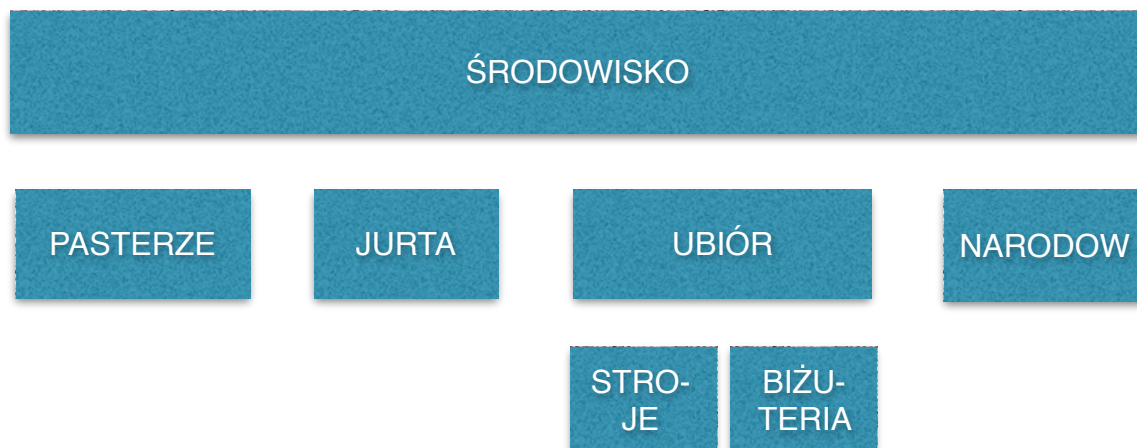 ŚRODOWISKO
PASTERZE
JURTA
UBIÓR
NARODOW
STRO-
JE
BIŻU-
TERIA